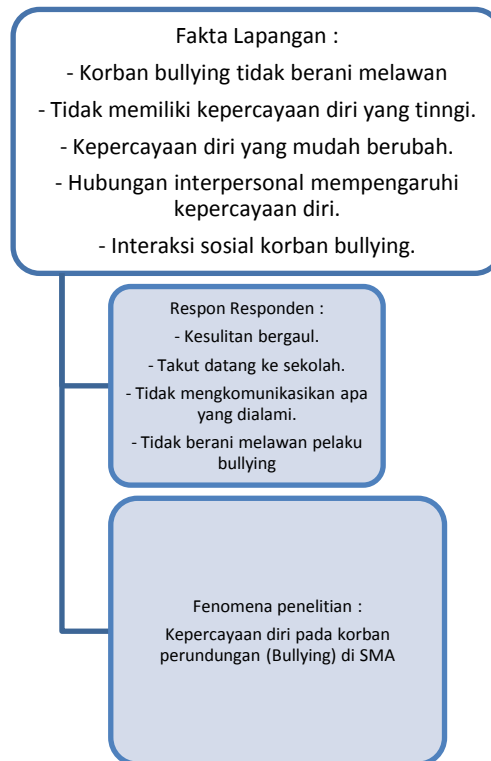 Fakta Lapangan :
- Korban bullying tidak berani melawan
- Tidak memiliki kepercayaan diri yang tinngi.
- Kepercayaan diri yang mudah berubah.
- Hubungan interpersonal mempengaruhi
kepercayaan diri.
- Interaksi sosial korban bullying.
Respon Responden :
- Kesulitan bergaul.
- Takut datang ke sekolah.
- Tidak mengkomunikasikan apa
yang dialami.
- Tidak berani melawan pelaku
bullying
Fenomena penelitian :
Kepercayaan diri pada korban
perundungan (Bullying) di SMA